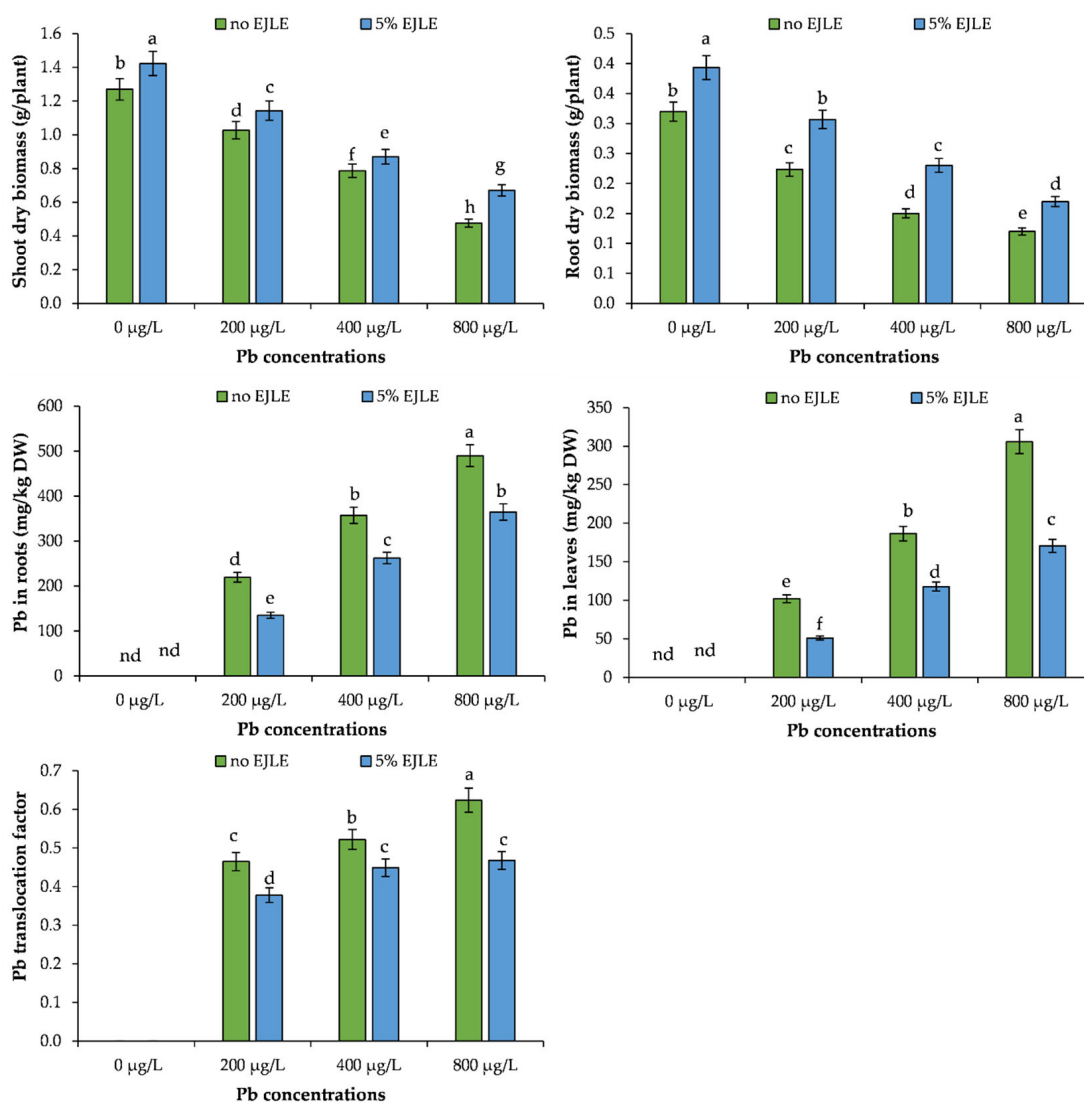 no EJLE 5% EJLE
Shoot dry biomass (g/plant)
1.6
1.4
1.2
1.0
0.8
0.6
0.4
0.2
0.0
b a d c f e h g
0 µg/L 200 µg/L 400 µg/L 800 µg/L
Pb concentrations
no EJLE 5% EJLE
Root dry biomass (g/plant)
0.5
0.4
0.4
0.3
0.3
0.2
0.2
0.1
0.1
0.0
b a c b d c e d
0 µg/L 200 µg/L 400 µg/L 800 µg/L
Pb concentrations
no EJLE 5% EJLE
Pb in roots (mg/kg DW)
600
500
400
300
200
100
0
nd nd d e b c a b
0 µg/L 200 µg/L 400 µg/L 800 µg/L
Pb concentrations
no EJLE 5% EJLE
Pb in leaves (mg/kg DW)
350
300
250
200
150
100
50
0
nd nd e f b d a c
0 µg/L 200 µg/L 400 µg/L 800 µg/L
Pb concentrations
no EJLE 5% EJLE
Pb translocation factor
0.7
0.6
0.5
0.4
0.3
0.2
0.1
0.0
c d b c a c
0 µg/L 200 µg/L 400 µg/L 800 µg/L
Pb concentrations